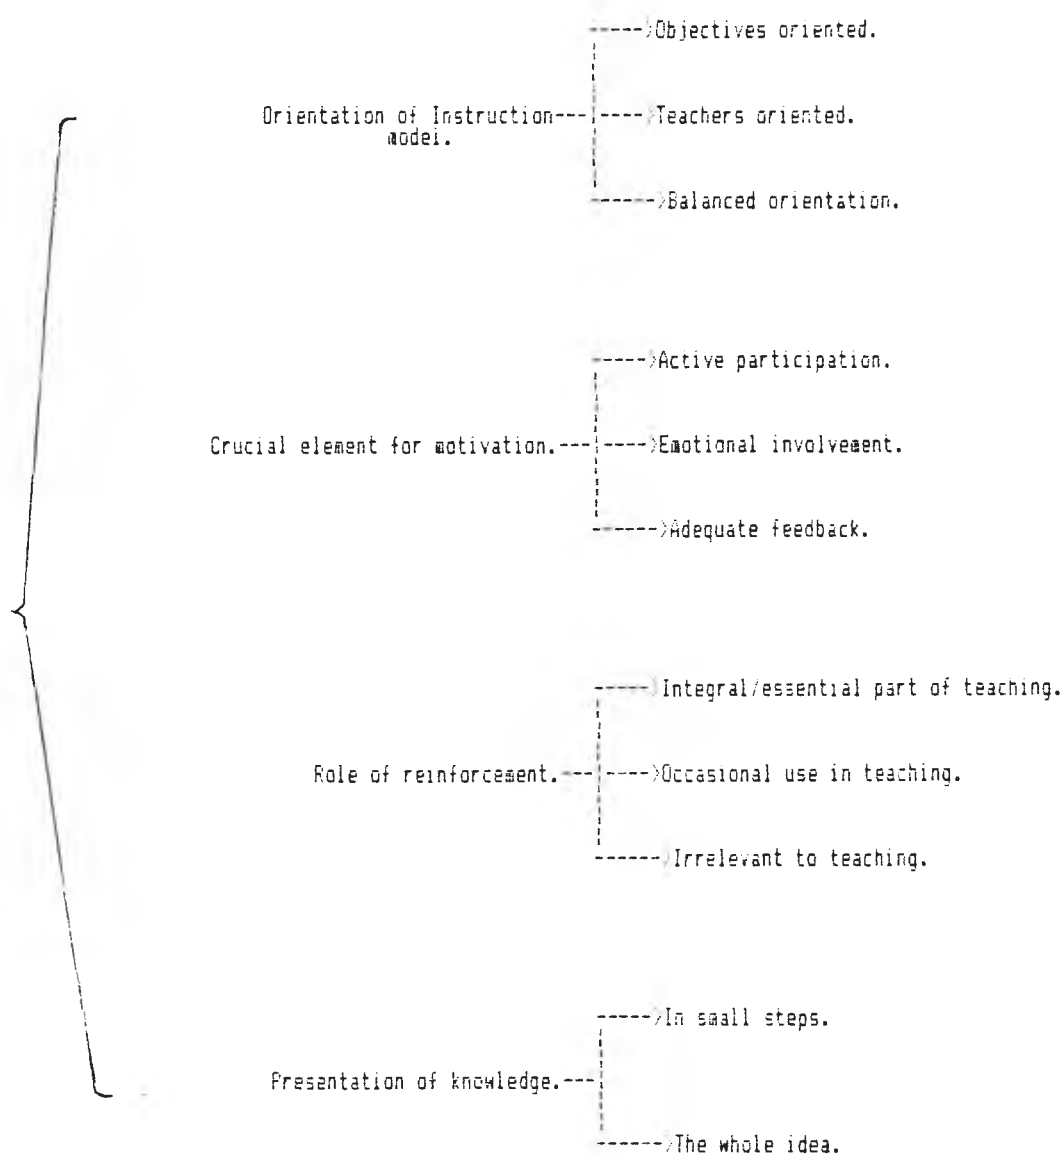 ----->Objectives oriented.
Orientation of Instruction---|---->Teachers oriented.
model.
------>Balanced orientation.
----->Active participation.
Crucial element for motivation.---|---->Emotional involvement.
------>Adequate feedback.
----->Integral/essential part of teaching.
Role of reinforcement.---|---->Occasional use in teaching.
------>Irrelevant to teaching.
----->In small steps.
Presentation of knowledge.---
------>The whole idea.